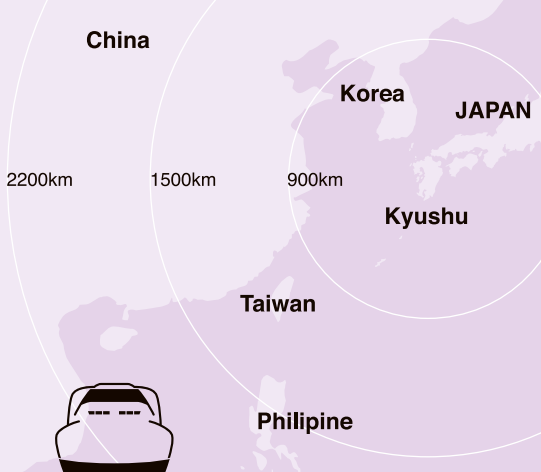 China
Korea
JAPAN
2200km
1500km
900km
Kyushu
Taiwan
Philipine